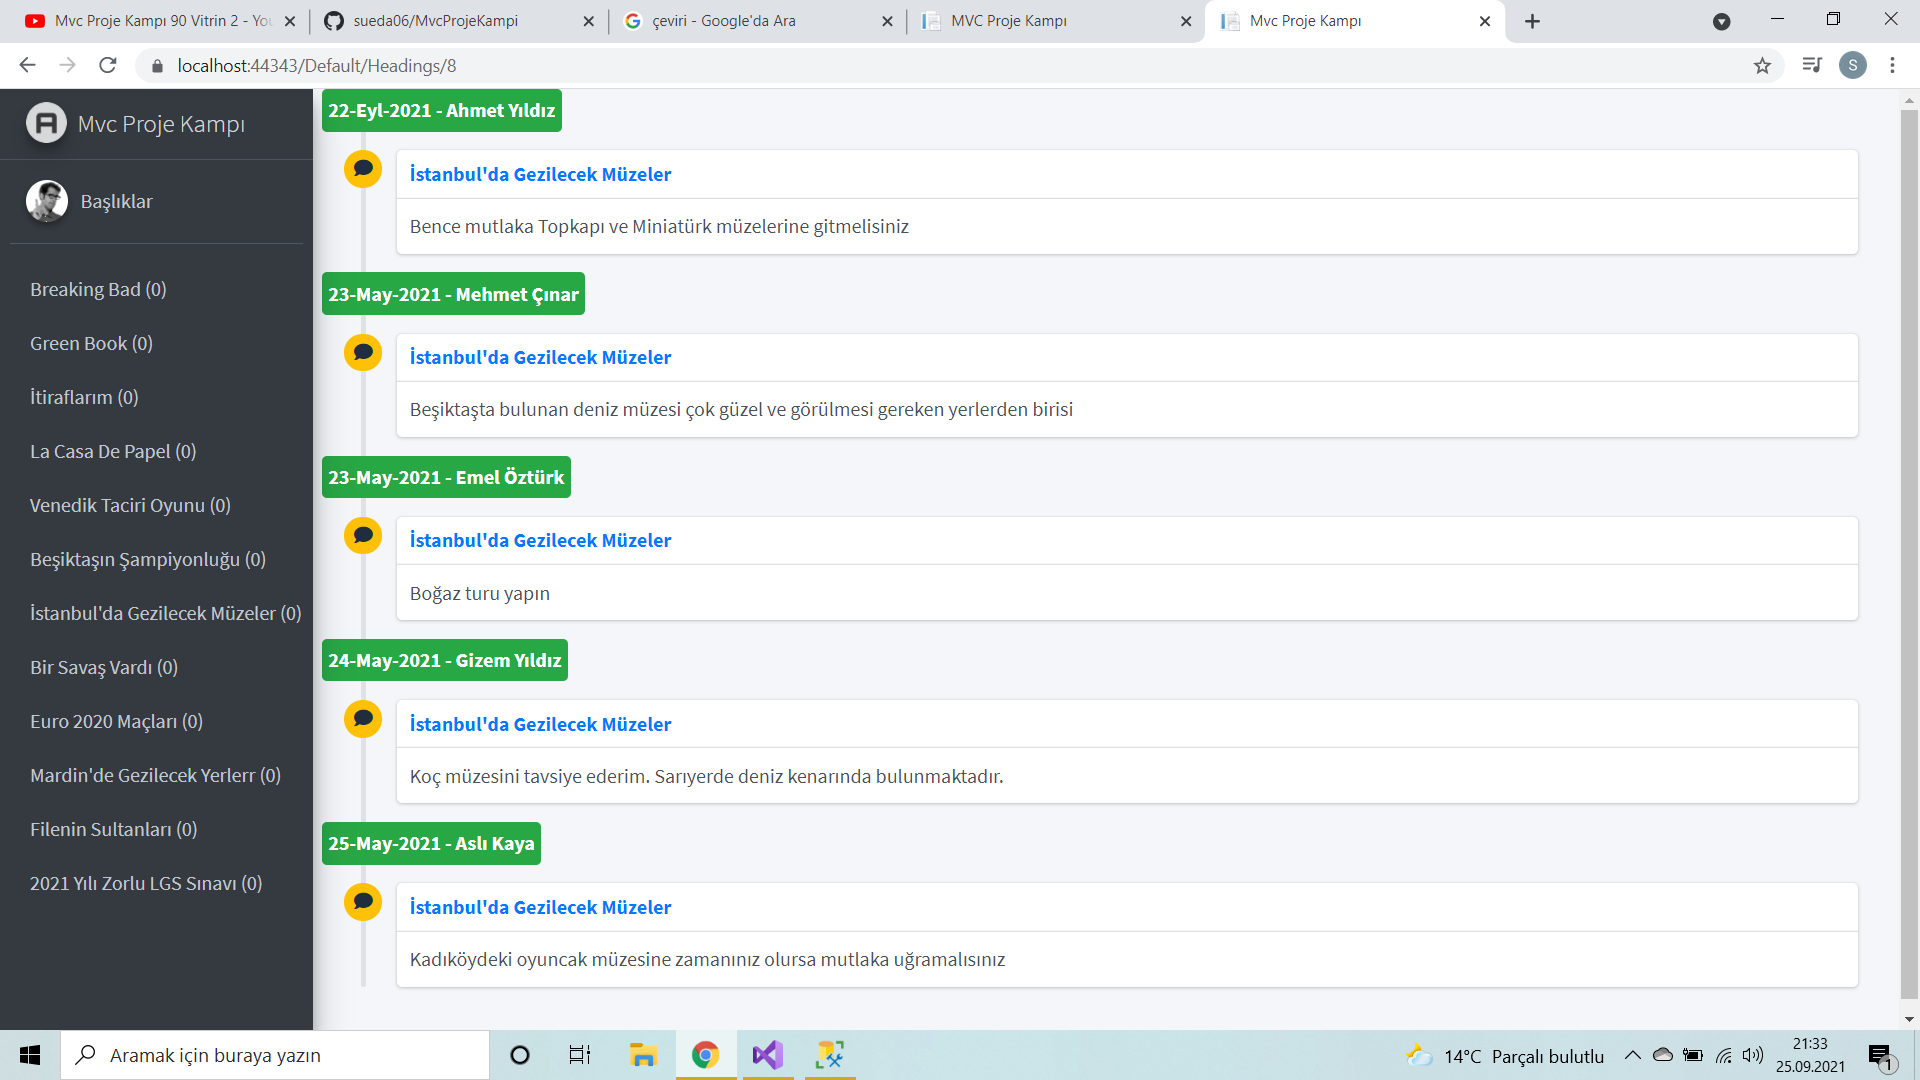 Mvc Proje Kampı 90 Vitrin 2 - You
sueda06/MvcProjeKampi
çeviri - Google'da Ara
MVC Proje Kampı
Mvc Proje Kampı
localhost:44343/Default/Headings/8
S
Mvc Proje Kampı
Başlıklar
Breaking Bad (0)
Green Book (0)
İtiraflarım (0)
La Casa De Papel (0)
Venedik Taciri Oyunu (0)
Beşiktaşın Şampiyonluğu (0)
İstanbul'da Gezilecek Müzeler (0)
Bir Savaş Vardı (0)
Euro 2020 Maçları (0)
Mardin'de Gezilecek Yerlerr (0)
Filenin Sultanları (0)
2021 Yılı Zorlu LGS Sınavı (0)
22-Eyl-2021 - Ahmet Yıldız
İstanbul'da Gezilecek Müzeler
Bence mutlaka Topkapı ve Miniatürk müzelerine gitmelisiniz
23-May-2021 - Mehmet Çınar
İstanbul'da Gezilecek Müzeler
Beşiktaşta bulunan deniz müzesi çok güzel ve görülmesi gereken yerlerden birisi
23-May-2021 - Emel Öztürk
İstanbul'da Gezilecek Müzeler
Boğaz turu yapın
24-May-2021 - Gizem Yıldız
İstanbul'da Gezilecek Müzeler
Koç müzesini tavsiye ederim. Sarıyerde deniz kenarında bulunmaktadır.
25-May-2021 - Aslı Kaya
İstanbul'da Gezilecek Müzeler
Kadıköydeki oyuncak müzesine zamanınız olursa mutlaka uğramalısınız
Aramak için buraya yazın
14°C Parçalı bulutlu
21:33
25.09.2021
1